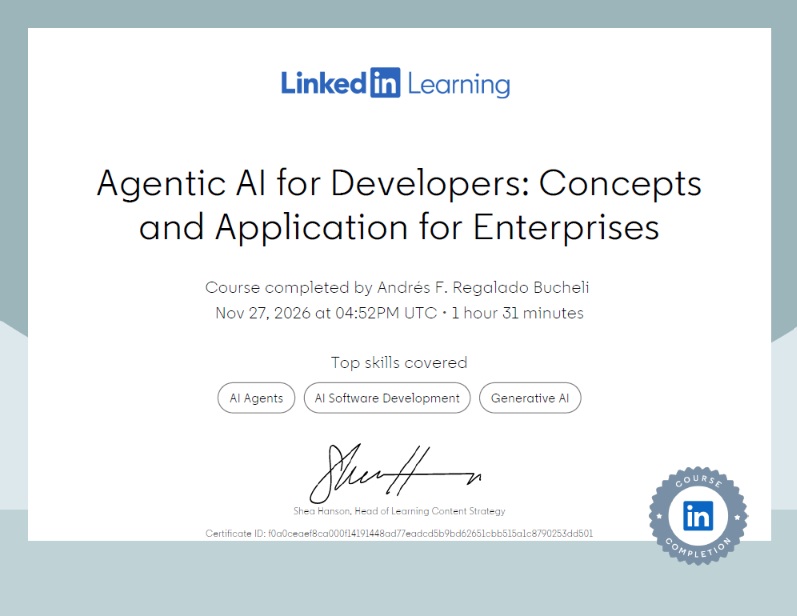 LinkedIn Learning
Agentic AI for Developers: Concepts
and Application for Enterprises
Course completed by Andrés F. Regalado Bucheli
Nov 27, 2026 at 04:52PM UTC • 1 hour 31 minutes
Top skills covered
AI Agents
AI Software Development
Generative AI
Shea Hanson, Head of Learning Content Strategy
Certificate ID: f0a0ceaef8ca000f14191448ad77eadcd5b9bd62651cbb515a1c8790253dd501
COURSE
in
COMPLETION